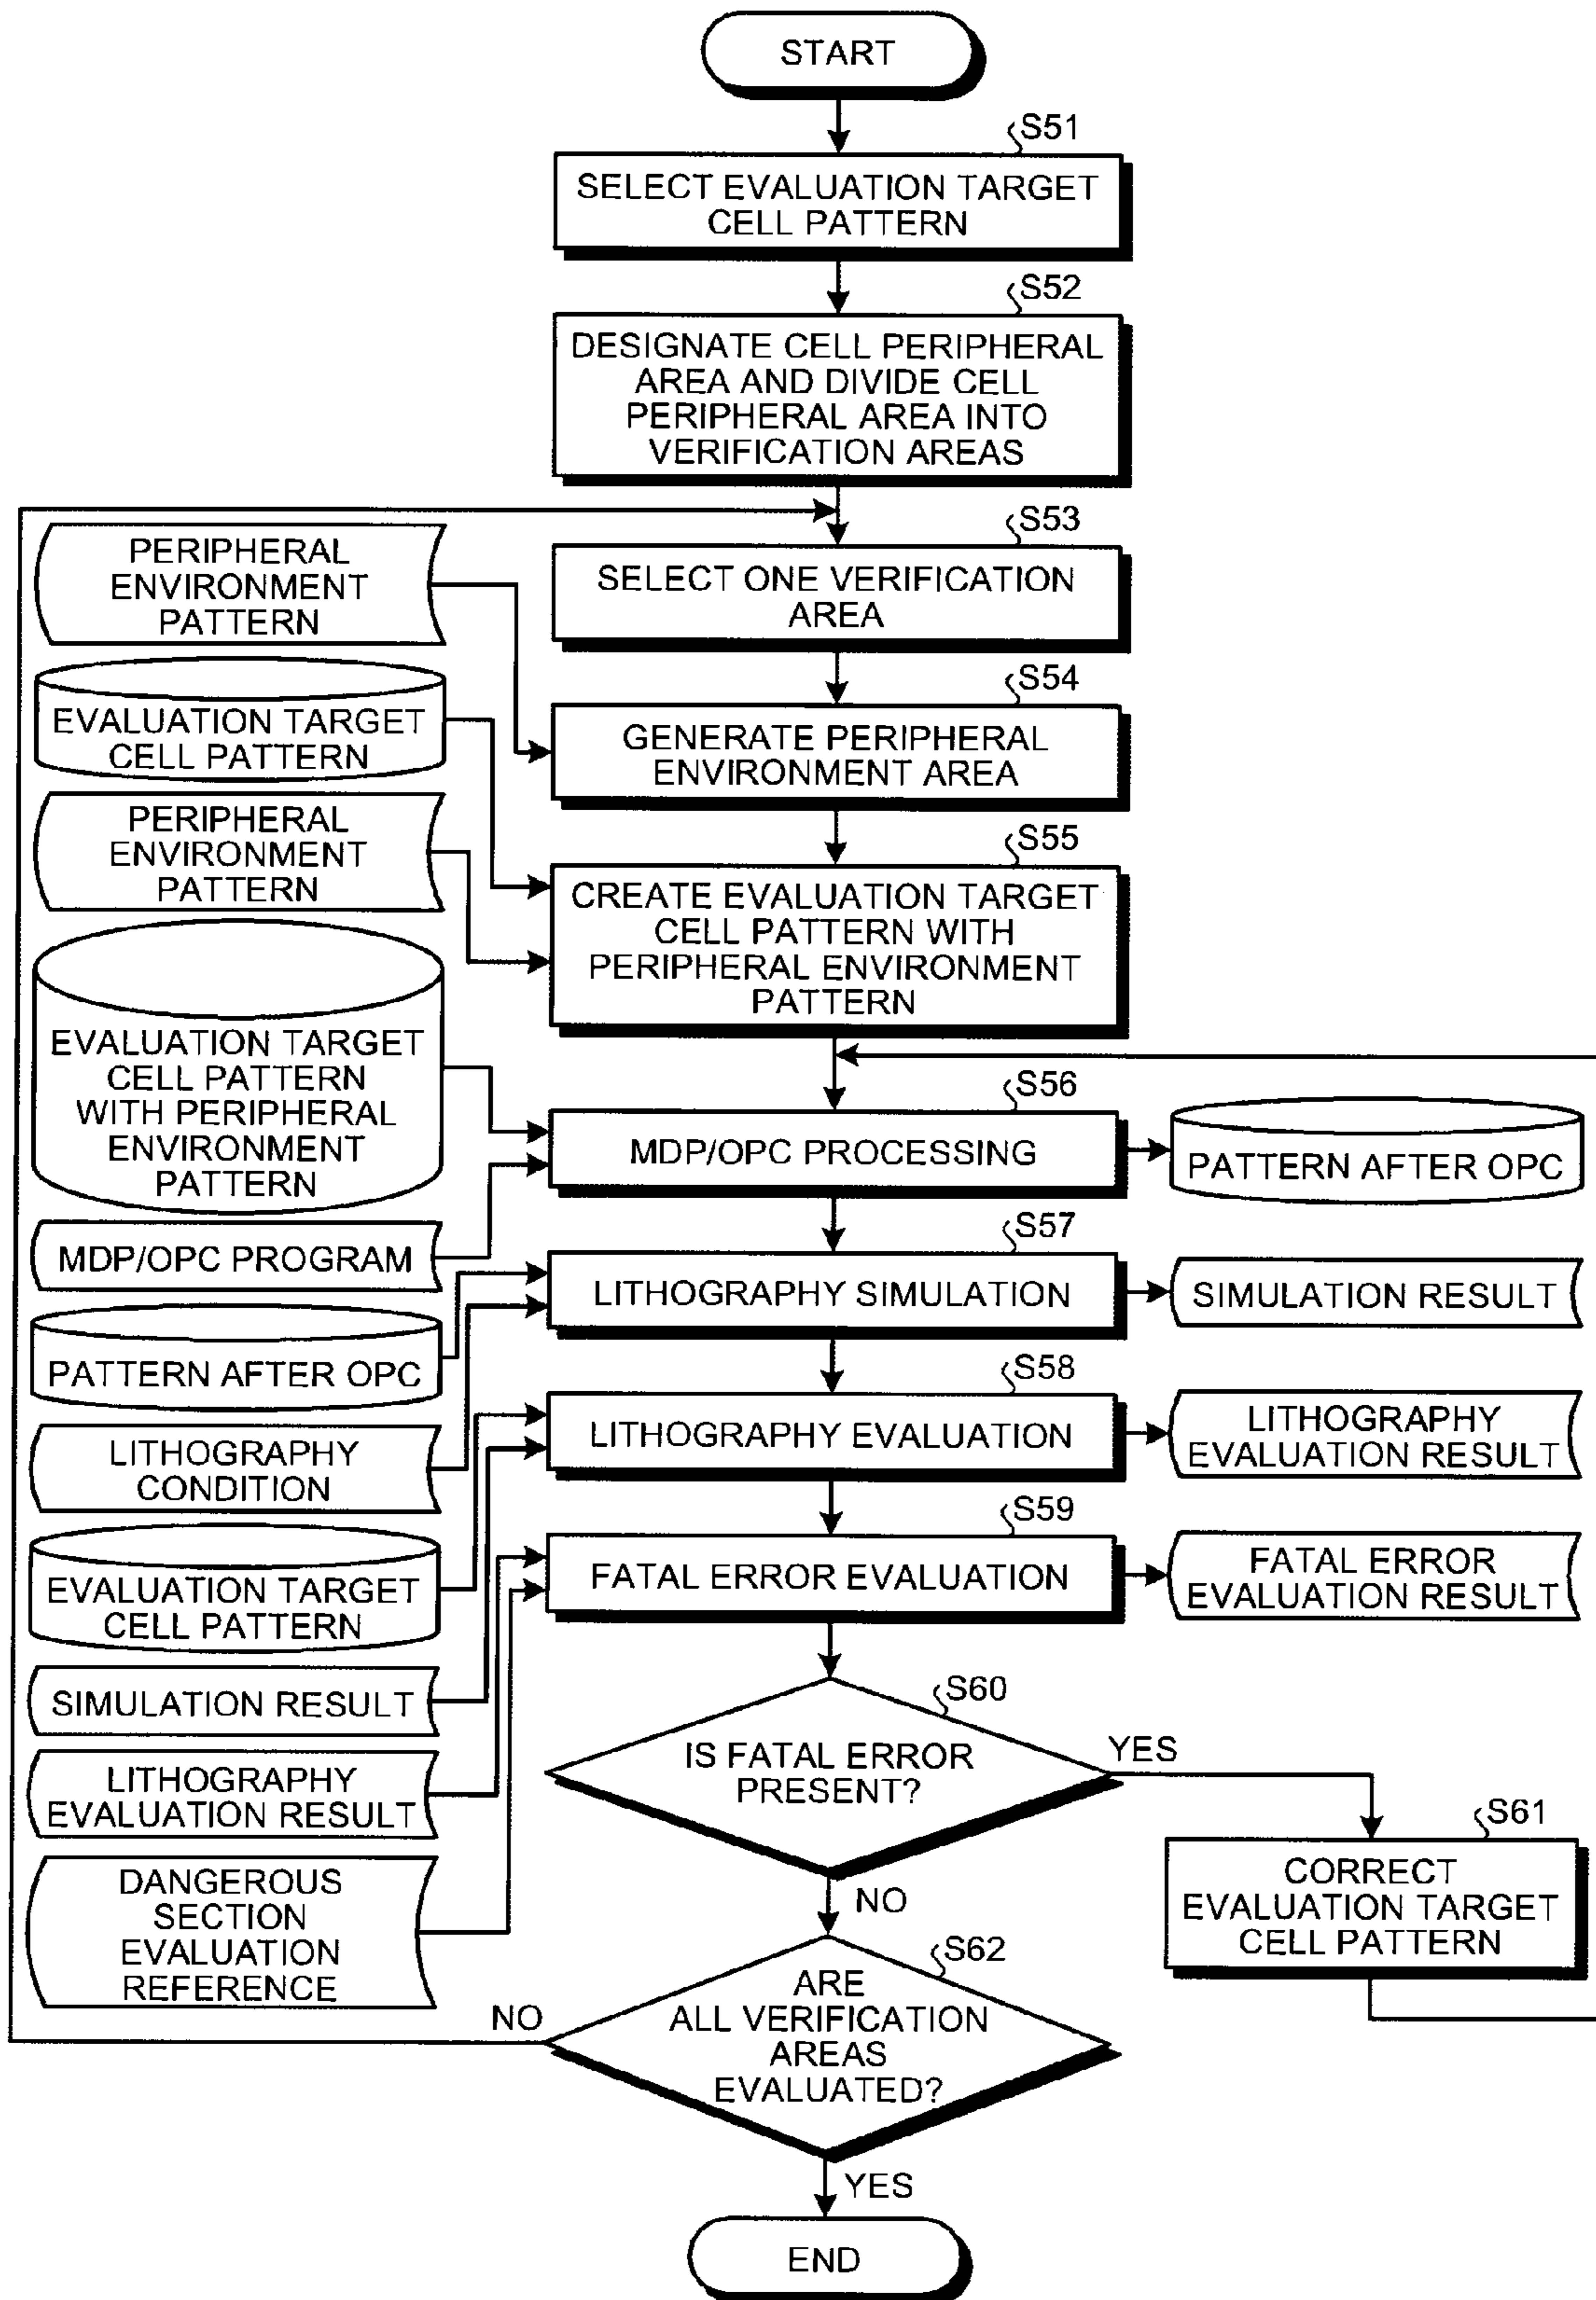 START
S51
SELECT EVALUATION TARGET
CELL PATTERN
S52
DESIGNATE CELL PERIPHERAL
AREA AND DIVIDE CELL
PERIPHERAL AREA INTO
VERIFICATION AREAS
S53
SELECT ONE VERIFICATION
AREA
PERIPHERAL
ENVIRONMENT
PATTERN
S54
GENERATE PERIPHERAL
ENVIRONMENT AREA
EVALUATION TARGET
CELL PATTERN
PERIPHERAL
ENVIRONMENT
PATTERN
S55
CREATE EVALUATION TARGET
CELL PATTERN WITH
PERIPHERAL ENVIRONMENT
PATTERN
EVALUATION TARGET
CELL PATTERN
WITH PERIPHERAL
ENVIRONMENT
PATTERN
S56
MDP/OPC PROCESSING
PATTERN AFTER OPC
MDP/OPC PROGRAM
S57
LITHOGRAPHY SIMULATION
SIMULATION RESULT
PATTERN AFTER OPC
LITHOGRAPHY
CONDITION
S58
LITHOGRAPHY EVALUATION
LITHOGRAPHY
EVALUATION RESULT
EVALUATION TARGET
CELL PATTERN
SIMULATION RESULT
S59
FATAL ERROR EVALUATION
FATAL ERROR
EVALUATION RESULT
LITHOGRAPHY
EVALUATION RESULT
DANGEROUS
SECTION
EVALUATION
REFERENCE
S60
IS FATAL ERROR
PRESENT?
YES
S61
CORRECT
EVALUATION TARGET
CELL PATTERN
NO
S62
ARE
ALL VERIFICATION
AREAS
EVALUATED?
NO
YES
END